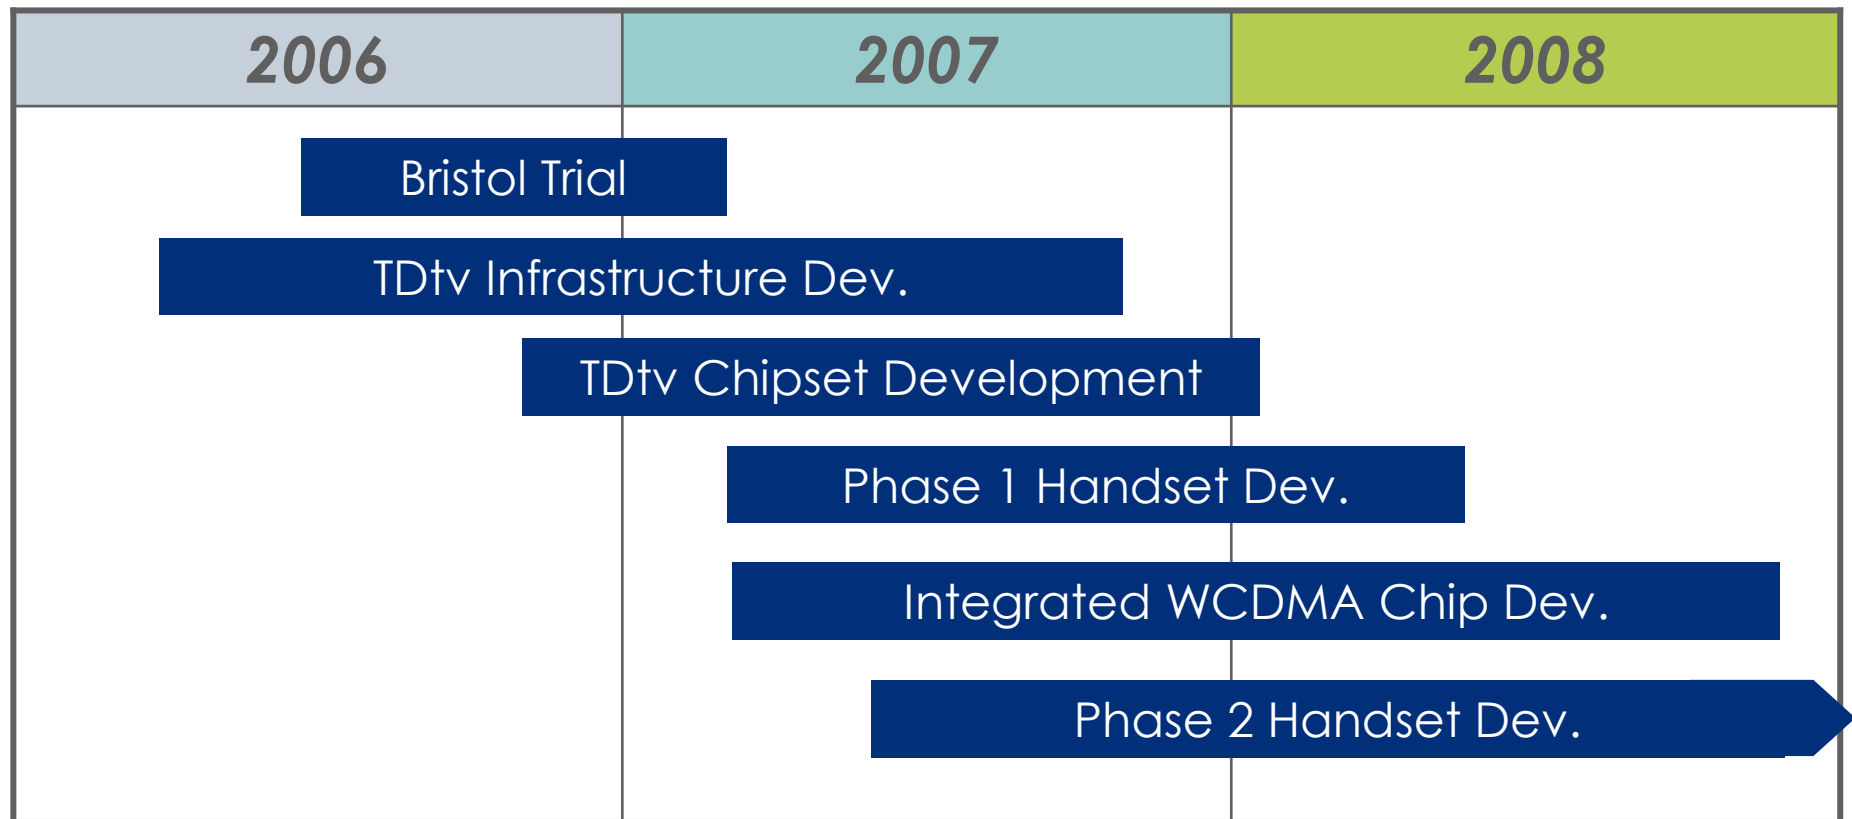 2006 2007 2008
Bristol Trial
TDtv Infrastructure Dev.
TDtv Chipset Development
Phase 1 Handset Dev.
Integrated WCDMA Chip Dev.
Phase 2 Handset Dev.